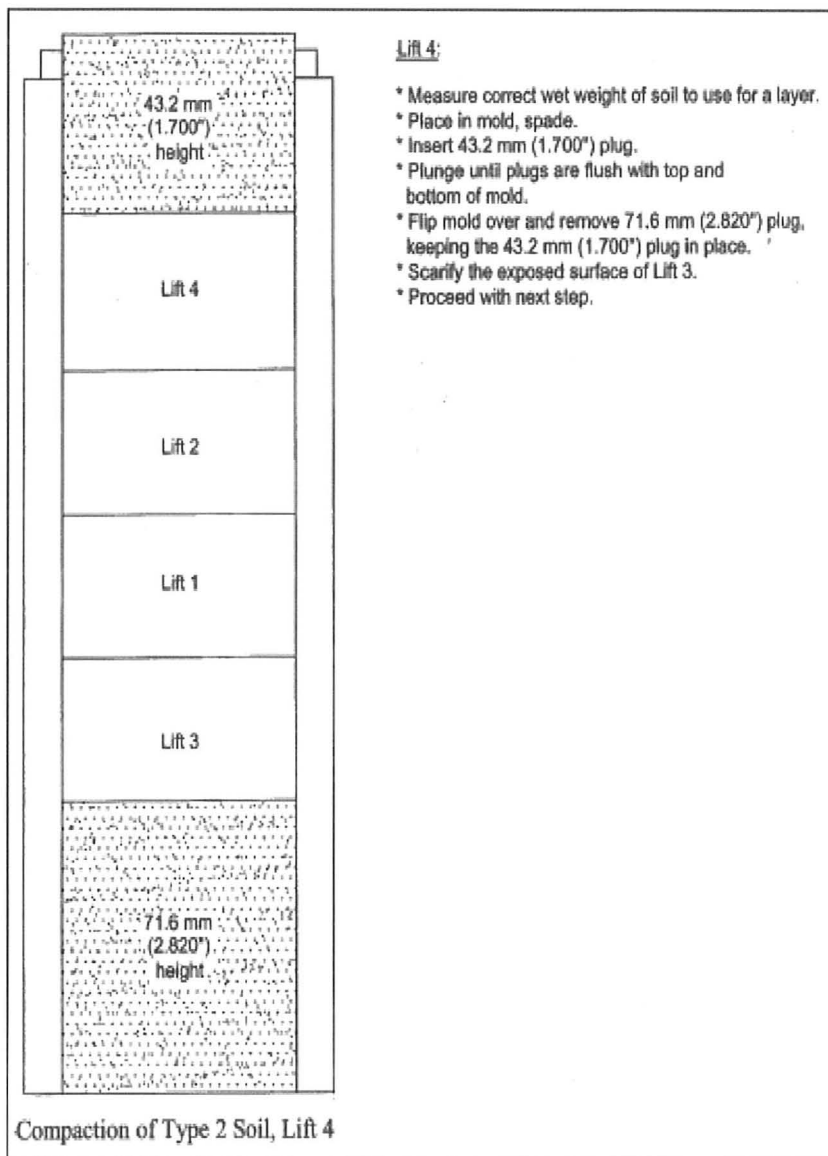 43.2 mm
(1.700")
height
Lift 4
Lift 2
Lift 1
Lift 3
71.6 mm
(2.820")
height
Compaction of Type 2 Soil, Lift 4
Lift 4:
* Measure correct wet weight of soil to use for a layer.
* Place in mold, spade.
* Insert 43.2 mm (1.700") plug.
* Plunge until plugs are flush with top and
bottom of mold.
* Flip mold over and remove 71.6 mm (2.820") plug,
keeping the 43.2 mm (1.700") plug in place.
* Scarify the exposed surface of Lift 3.
* Proceed with next step.